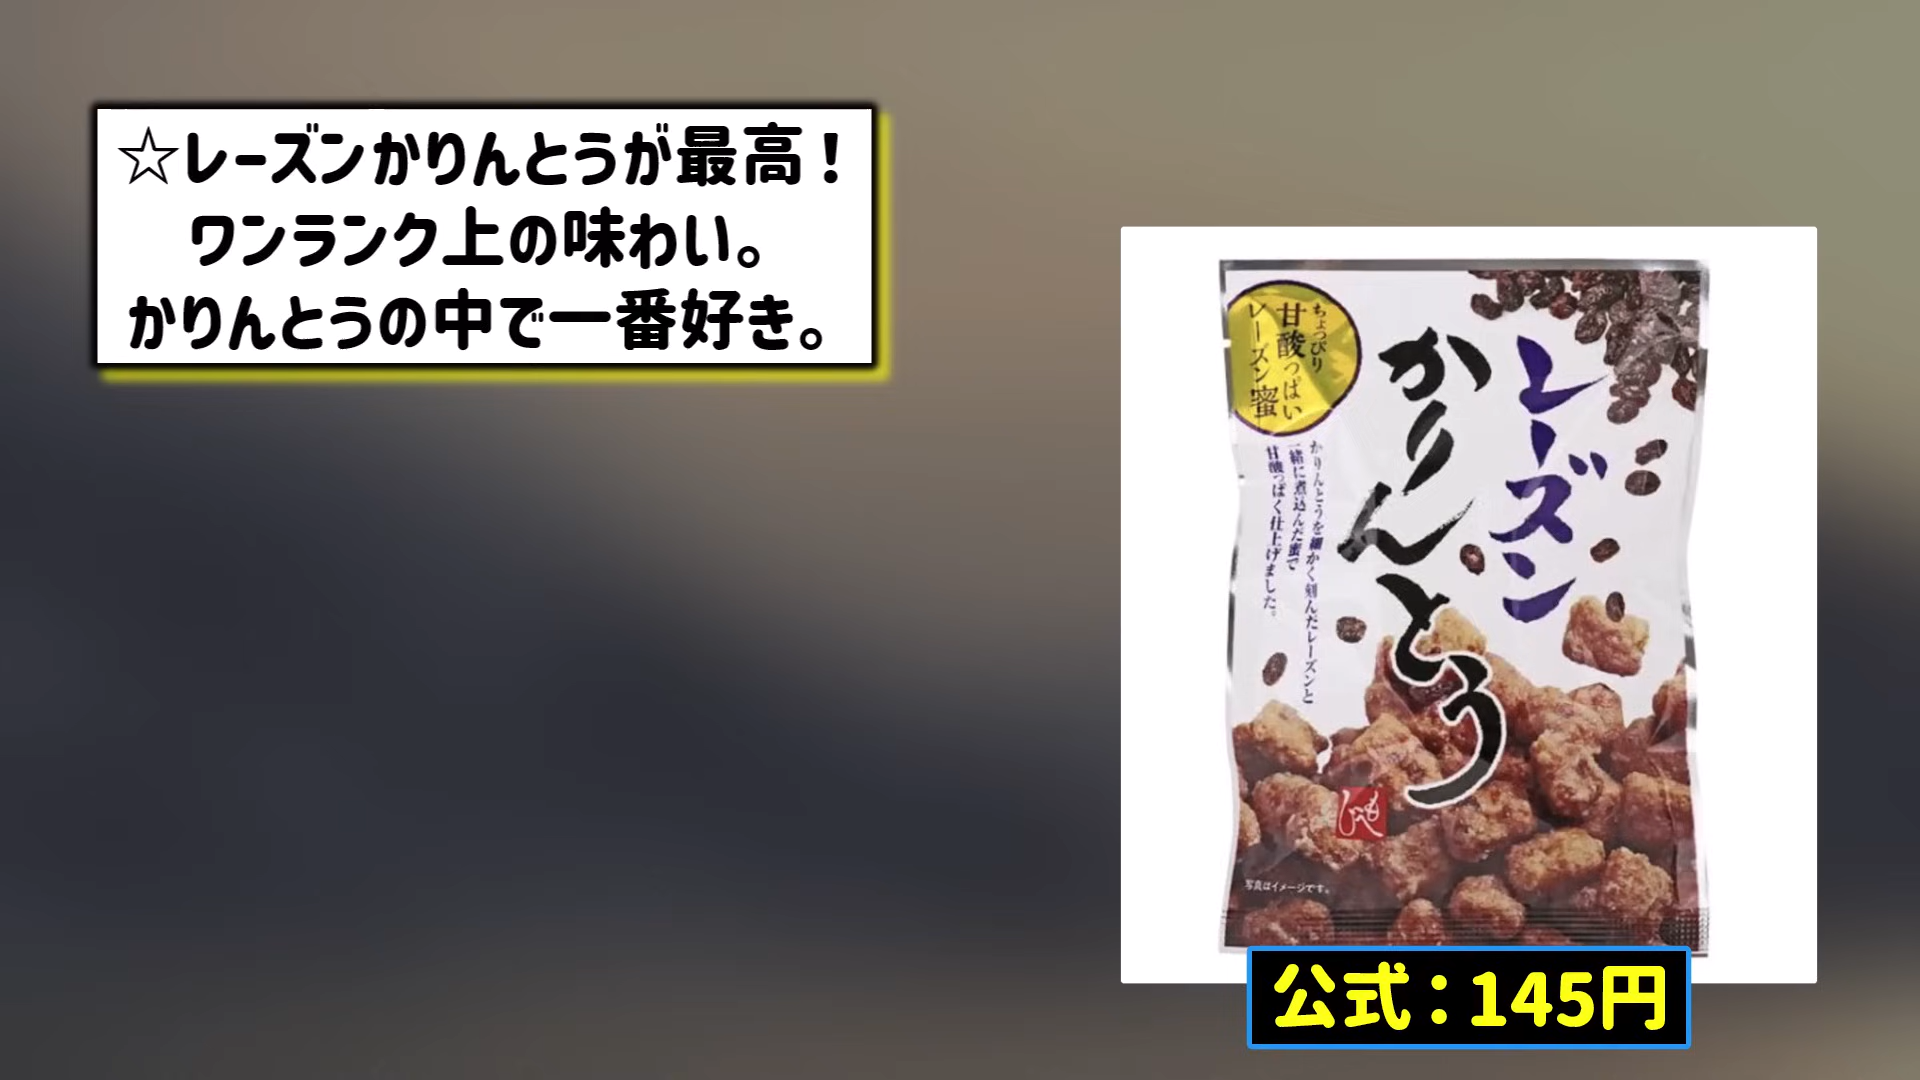 ☆レーズンかりんとうが最高！
ワンランク上の味わい。
かりんとうの中で一番好き。
レーズン
かりんとう
ちょっぴり
甘酸っぱい
レーズン蜜
かりんとうを細かく刻んだレーズンと
一緒に煮込んだ蜜で
甘酸っぱく仕上げました。
もへじ
写真はイメージです。
公式：145円